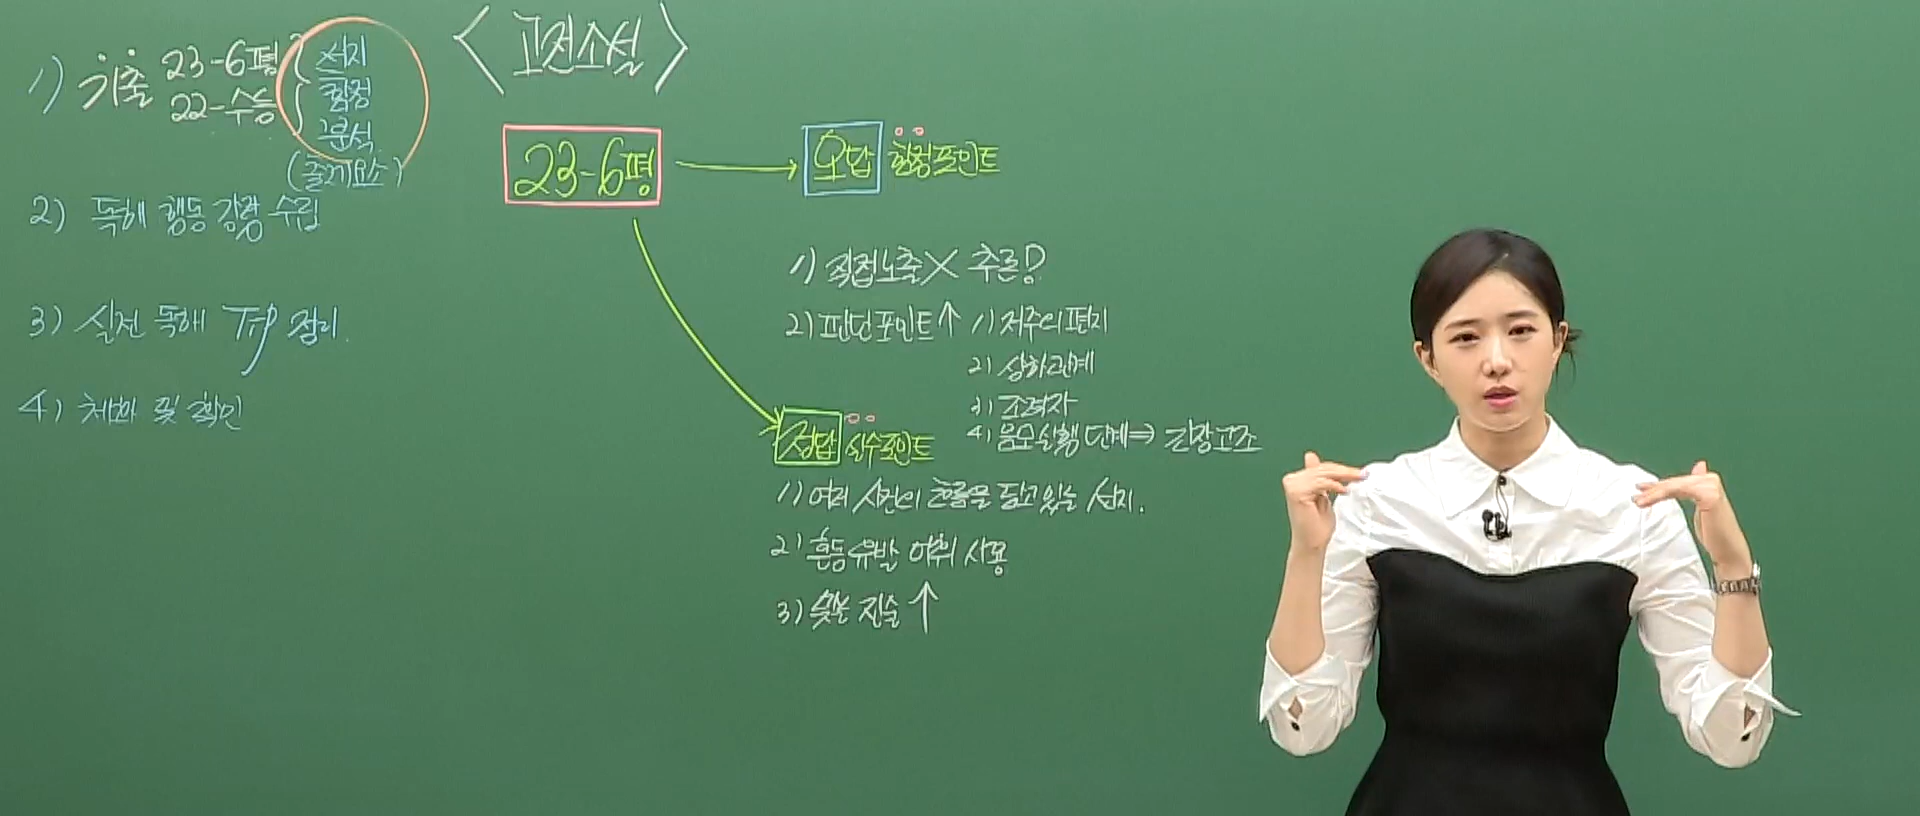 <고전소설>
1) 기출 23-6평
22-수능
선지
함정
분석
(출제요소)
2) 독해 행동 강령 수립
3) 실전 독해 TIP 정리.
4) 체화 및 확인
23-6평
오답 함정포인트
1) 직접노출X 추론?
2) 판단포인트↑ 1) 저주의 편지
2) 상하관계
3) 조력자
4) 음모실행 단계⇒ 긴장고조
정답 실수포인트
1) 여러 사건의 흐름을 담고 있는 선지.
2) 혼동유발 어휘 사용
3) 진술↑